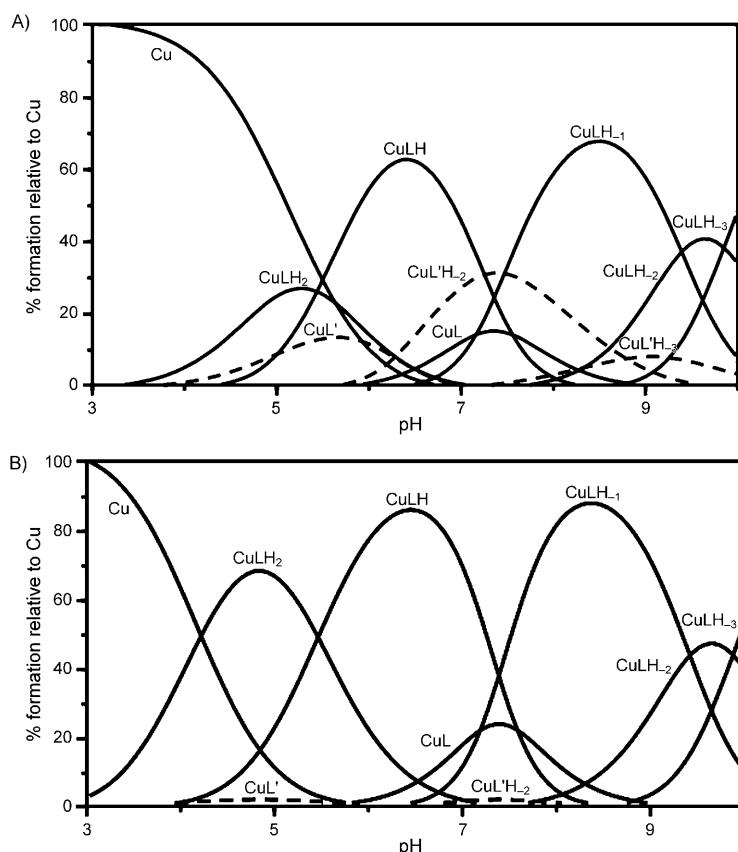 A)
100
80
60
40
20
0
% formation relative to Cu
Cu
CuLH₂
CuL'
CuLH
CuL'H₋₂
CuL
CuLH₋₁
CuLH₋₂
CuLH₋₃
CuL'H₋₃
3 5 7 9
pH
B)
100
80
60
40
20
0
% formation relative to Cu
Cu
CuLH₂
CuL'
CuLH
CuL
CuL'H₋₂
CuLH₋₁
CuLH₋₂
CuLH₋₃
3 5 7 9
pH